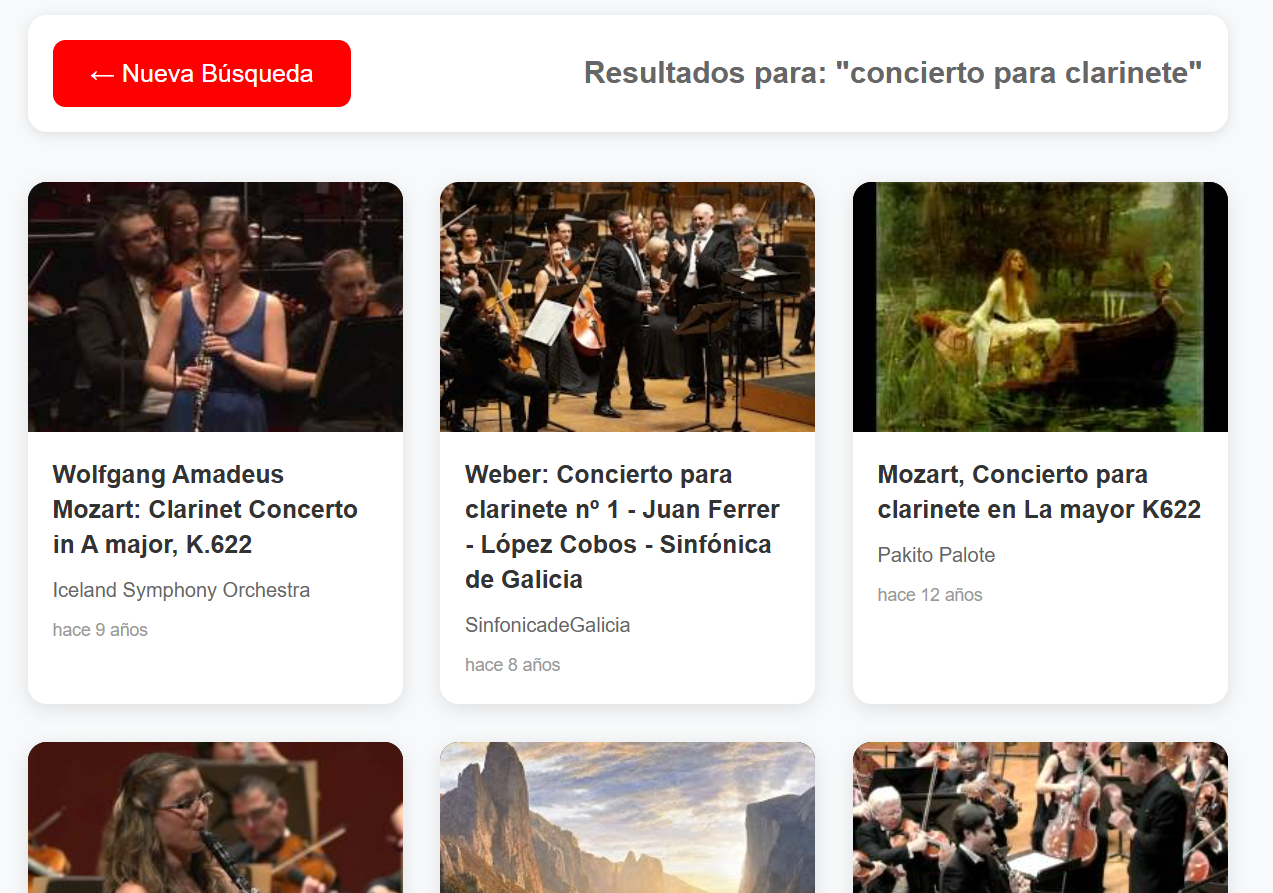 ← Nueva Búsqueda
Resultados para: "concierto para clarinete"
Wolfgang Amadeus
Mozart: Clarinet Concerto
in A major, K.622
Iceland Symphony Orchestra
hace 9 años
Weber: Concierto para
clarinete nº 1 - Juan Ferrer
- López Cobos - Sinfónica
de Galicia
SinfonicadeGalicia
hace 8 años
Mozart, Concierto para
clarinete en La mayor K622
Pakito Palote
hace 12 años